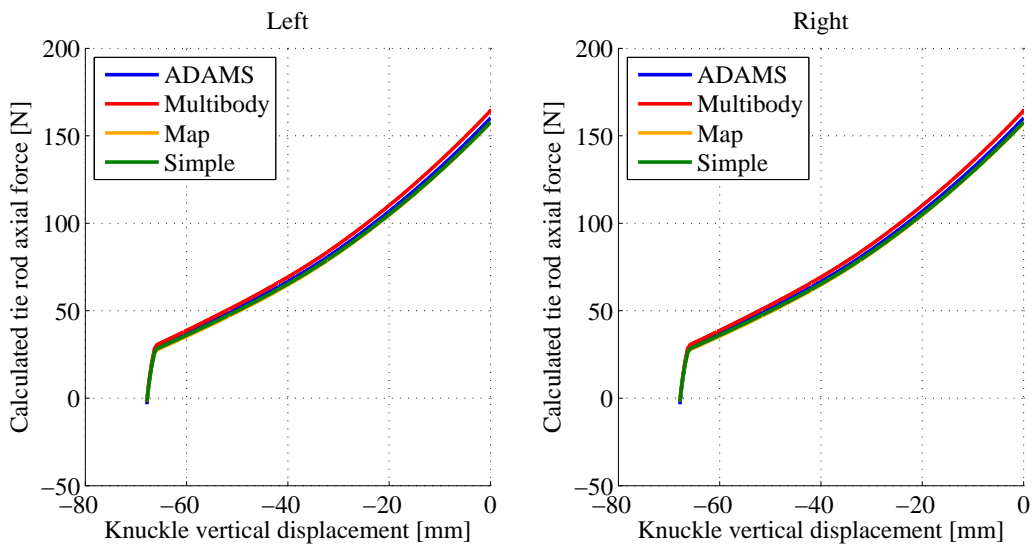 Left
200
150
100
50
0
−50
−80
−60
−40
−20
0
Calculated tie rod axial force [N]
Knuckle vertical displacement [mm]
ADAMS
Multibody
Map
Simple
Right
200
150
100
50
0
−50
−80
−60
−40
−20
0
Calculated tie rod axial force [N]
Knuckle vertical displacement [mm]
ADAMS
Multibody
Map
Simple